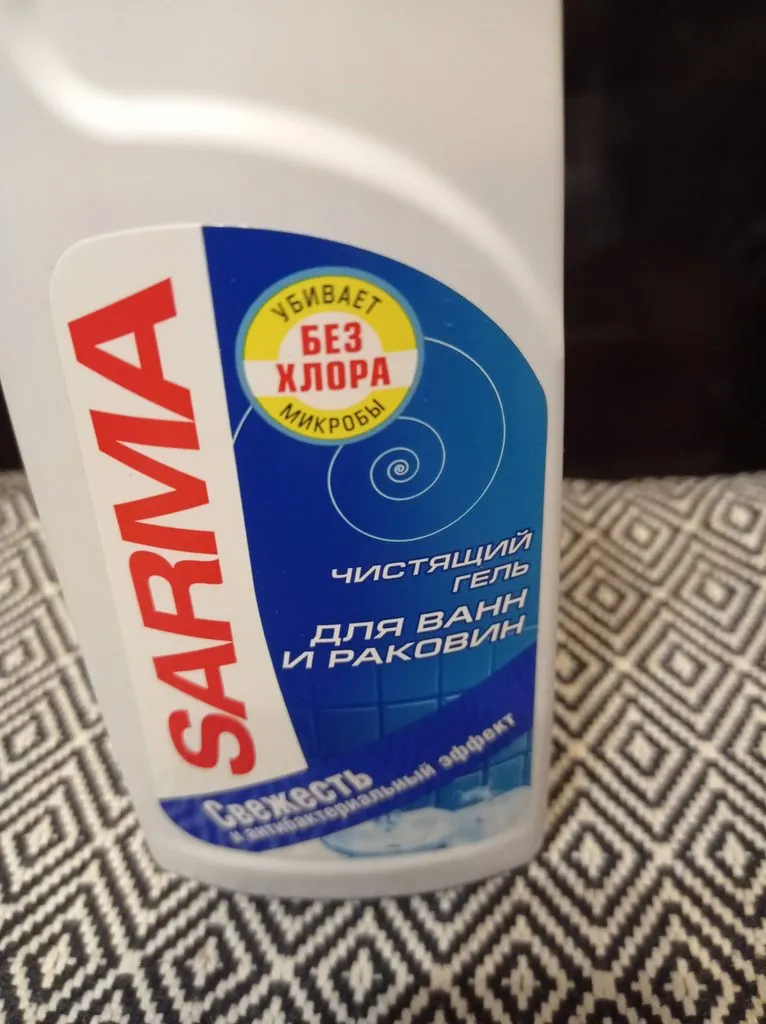 SARMA
УБИВАЕТ
БЕЗ
ХЛОРА
МИКРОБЫ
ЧИСТЯЩИЙ
ГЕЛЬ
ДЛЯ ВАНН
И РАКОВИН
Свежесть
и антибактериальный эффект